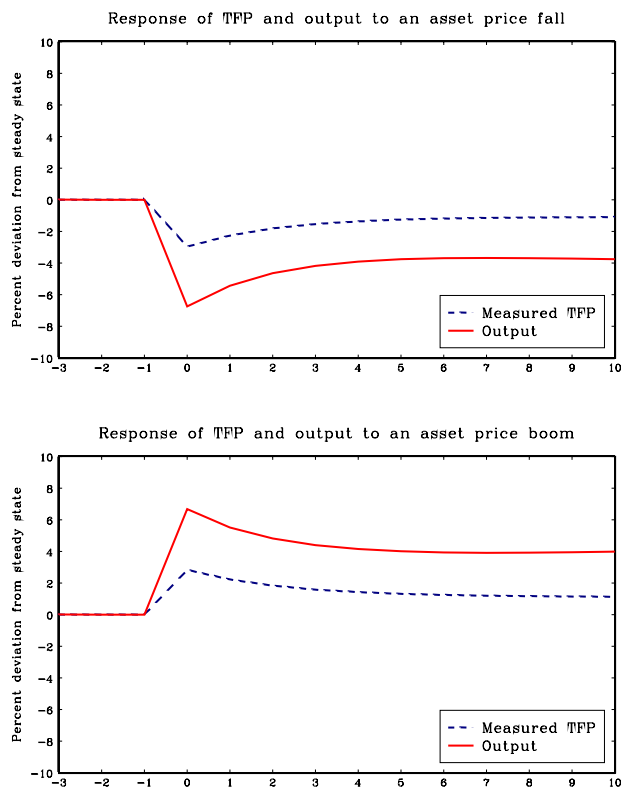 Response of TFP and output to an asset price fall
Percent deviation from steady state
10
8
6
4
2
0
−2
−4
−6
−8
−10
−3 −2 −1 0 1 2 3 4 5 6 7 8 9 10
Measured TFP
Output
Response of TFP and output to an asset price boom
Percent deviation from steady state
10
8
6
4
2
0
−2
−4
−6
−8
−10
−3 −2 −1 0 1 2 3 4 5 6 7 8 9 10
Measured TFP
Output